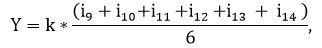 Y = k * (i₉ + i₁₀+i₁₁+i₁₂+i₁₃ + i₁₄) / 6,